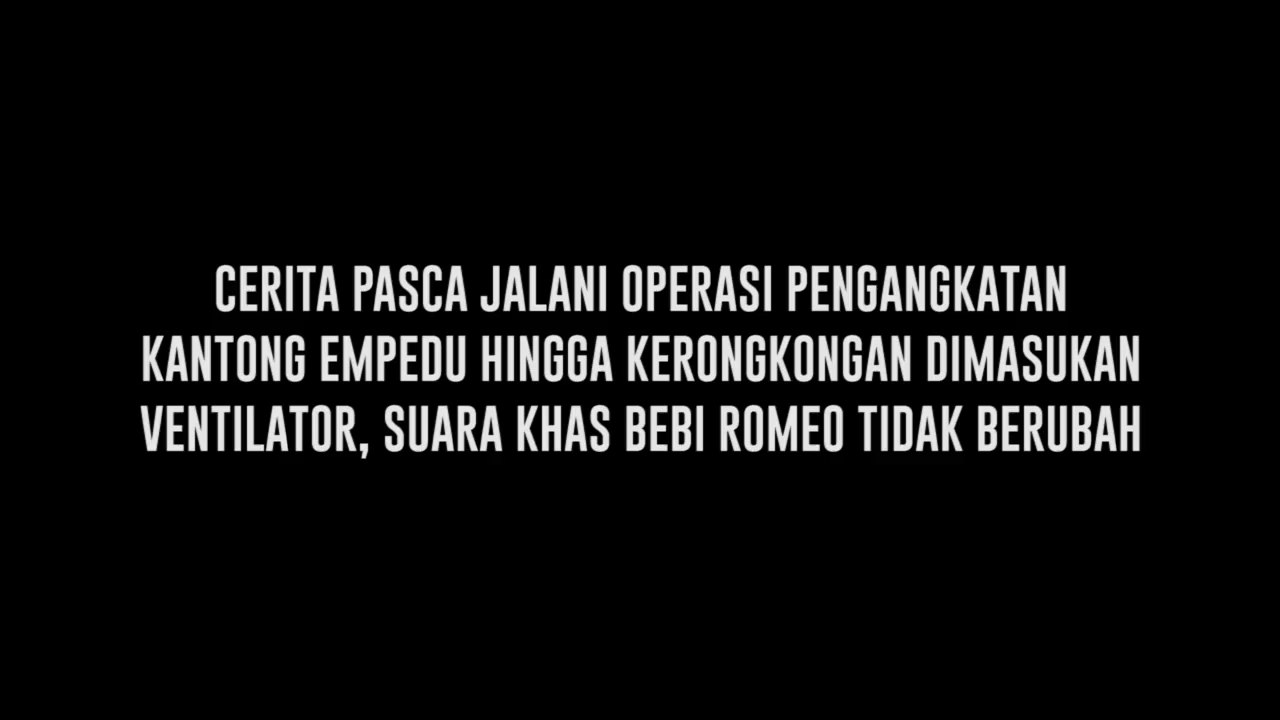 CERITA PASCA JALANI OPERASI PENGANGKATAN
KANTONG EMPEDU HINGGA KERONGKONGAN DIMASUKAN
VENTILATOR, SUARA KHAS BEBI ROMEO TIDAK BERUBAH